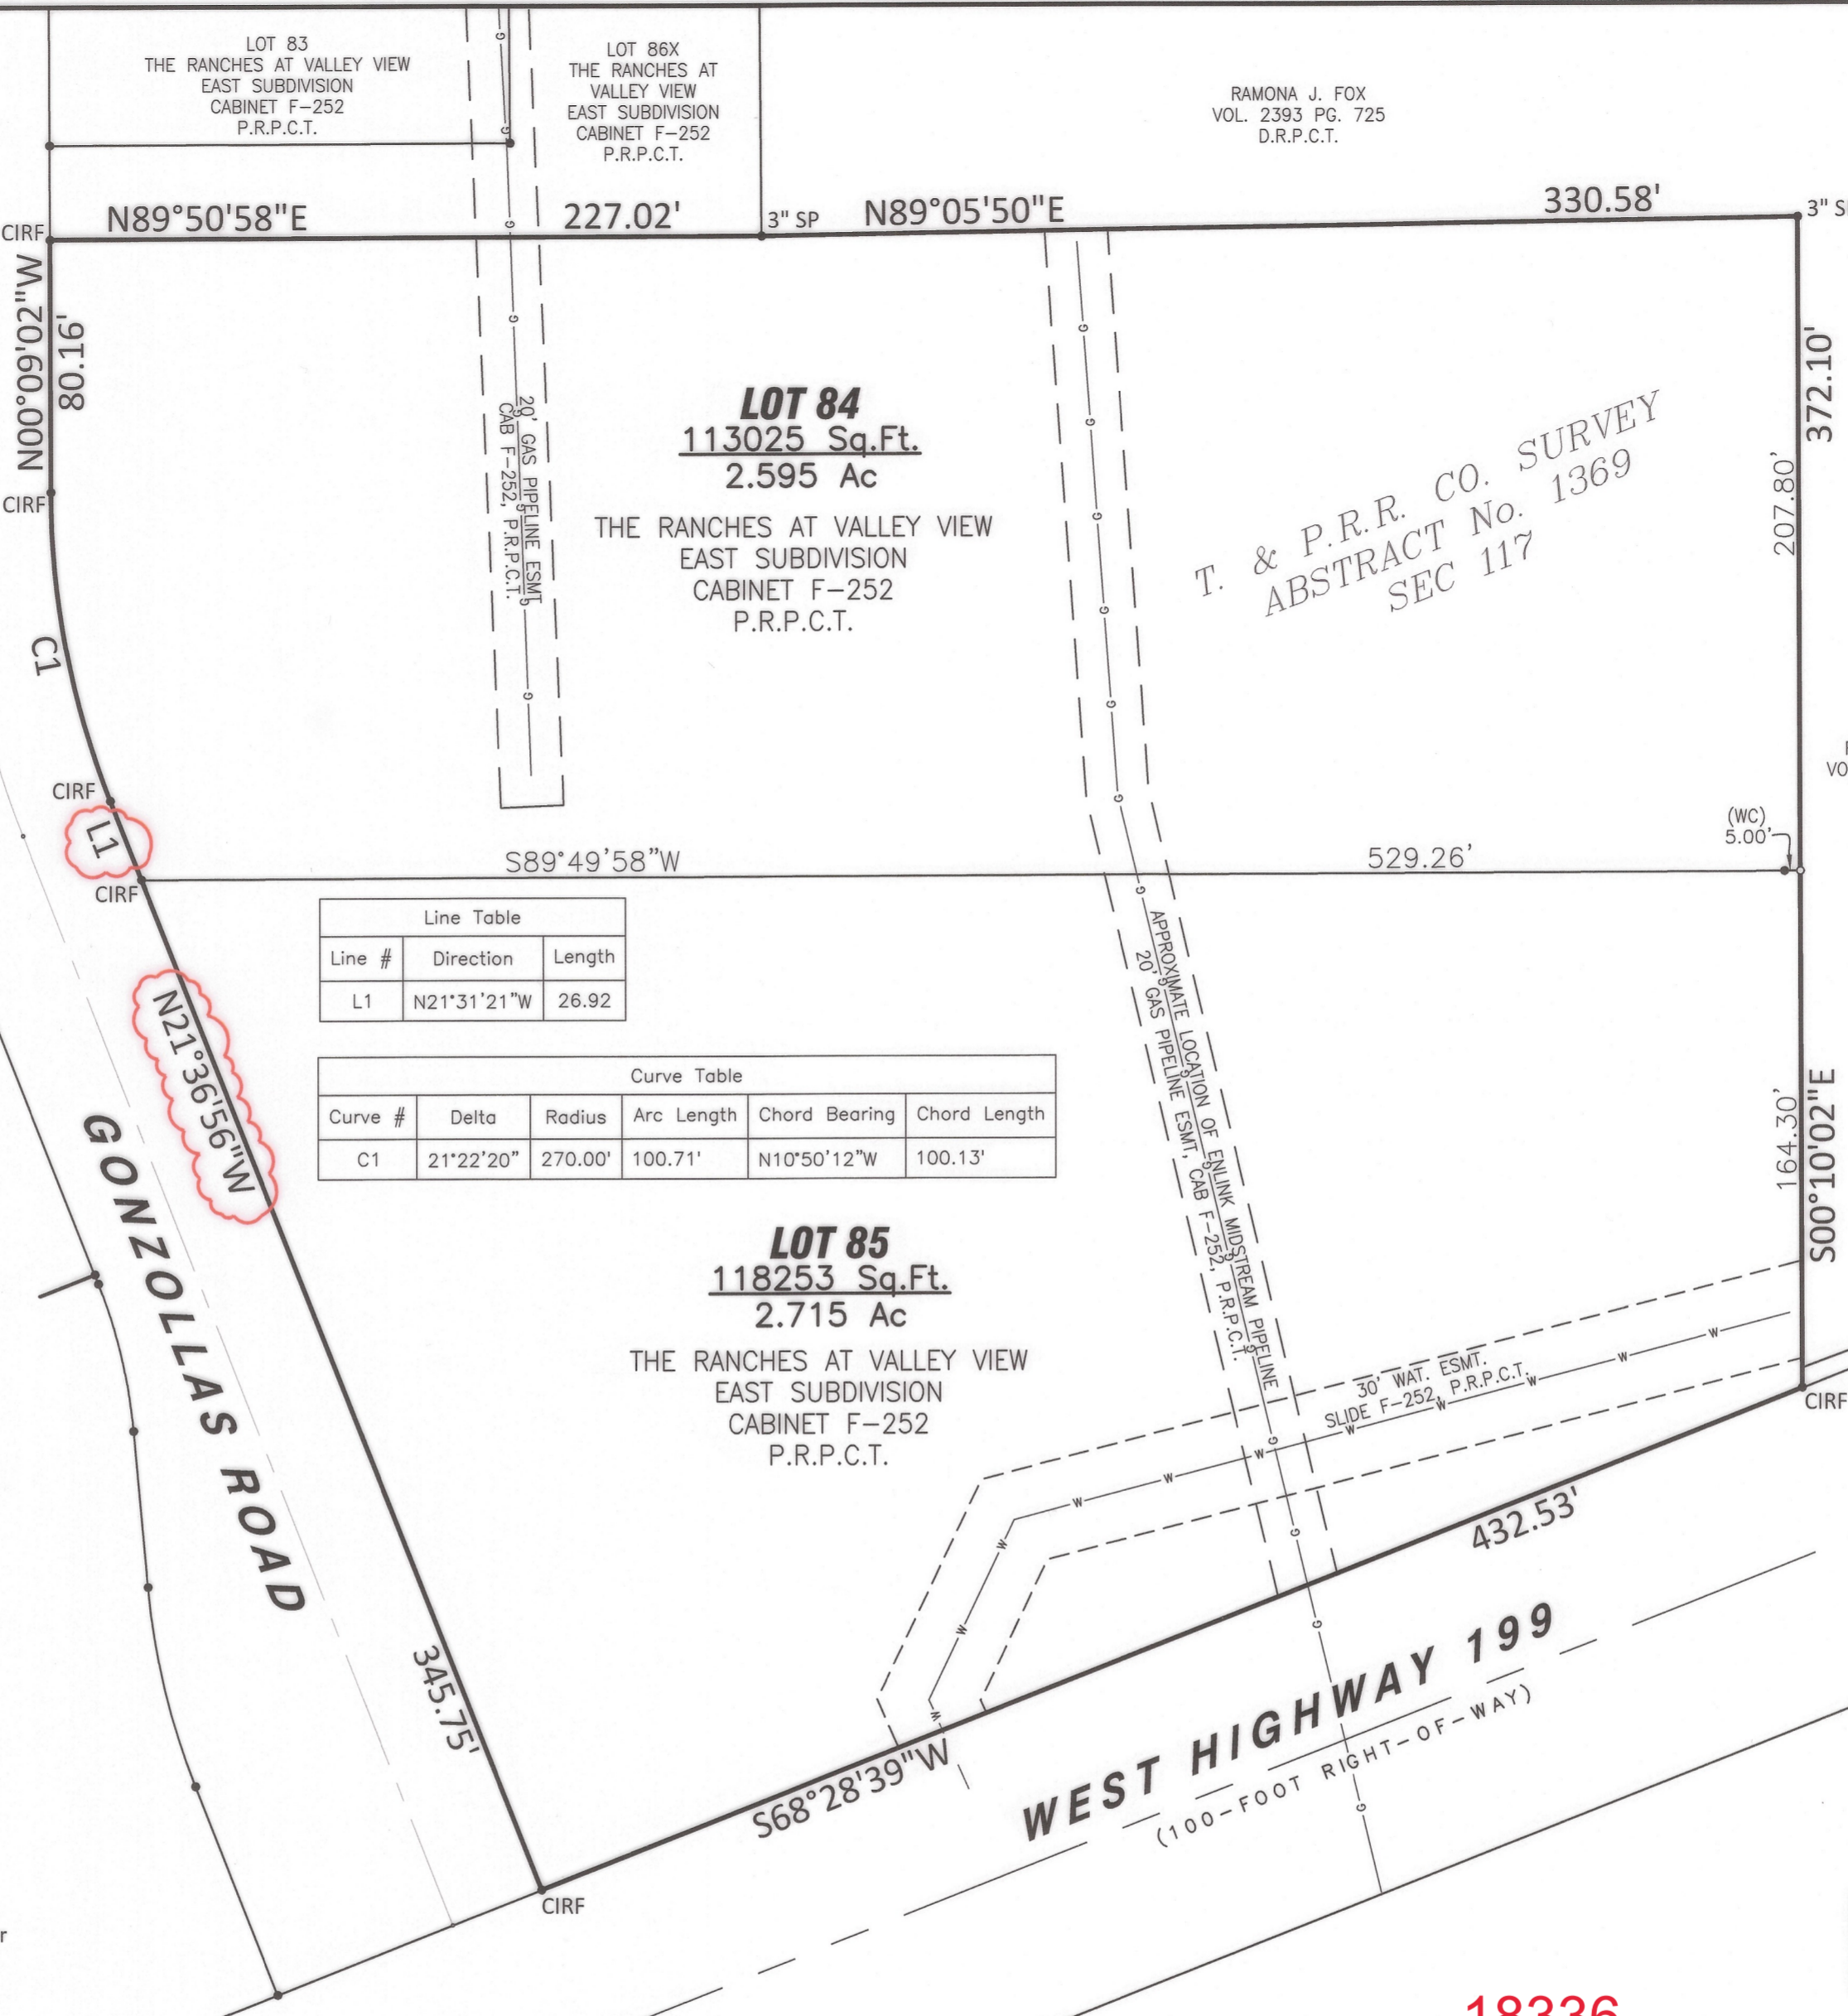 LOT 83
THE RANCHES AT VALLEY VIEW
EAST SUBDIVISION
CABINET F-252
P.R.P.C.T.
LOT 86X
THE RANCHES AT
VALLEY VIEW
EAST SUBDIVISION
CABINET F-252
P.R.P.C.T.
RAMONA J. FOX
VOL. 2393 PG. 725
D.R.P.C.T.
CIRF
N89°50'58"E
227.02'
3" SP
N89°05'50"E
330.58'
3" S
N00°09'02"W
80.16'
CIRF
C1
CIRF
L1
CIRF
20' GAS PIPELINE ESMT
CAB F-252, P.R.P.C.T.
LOT 84
113025 Sq.Ft.
2.595 Ac
THE RANCHES AT VALLEY VIEW
EAST SUBDIVISION
CABINET F-252
P.R.P.C.T.
T. & P.R.R. CO. SURVEY
ABSTRACT No. 1369
SEC 117
372.10'
207.80'
VO
(WC)
5.00'
S89°49'58"W
529.26'
Line Table
Line # Direction Length
L1 N21°31'21"W 26.92
Curve Table
Curve # Delta Radius Arc Length Chord Bearing Chord Length
C1 21°22'20" 270.00' 100.71' N10°50'12"W 100.13'
N21°36'56"W
GONZOLLAS ROAD
345.75'
APPROXIMATE LOCATION OF ENLINK MIDSTREAM PIPELINE
20' GAS PIPELINE ESMT, CAB F-252, P.R.P.C.T.
164.30'
S00°10'02"E
LOT 85
118253 Sq.Ft.
2.715 Ac
THE RANCHES AT VALLEY VIEW
EAST SUBDIVISION
CABINET F-252
P.R.P.C.T.
30' WAT. ESMT.
SLIDE F-252, P.R.P.C.T.
CIRF
432.53'
S68°28'39"W
WEST HIGHWAY 199
(100-FOOT RIGHT-OF-WAY)
CIRF
r
18336